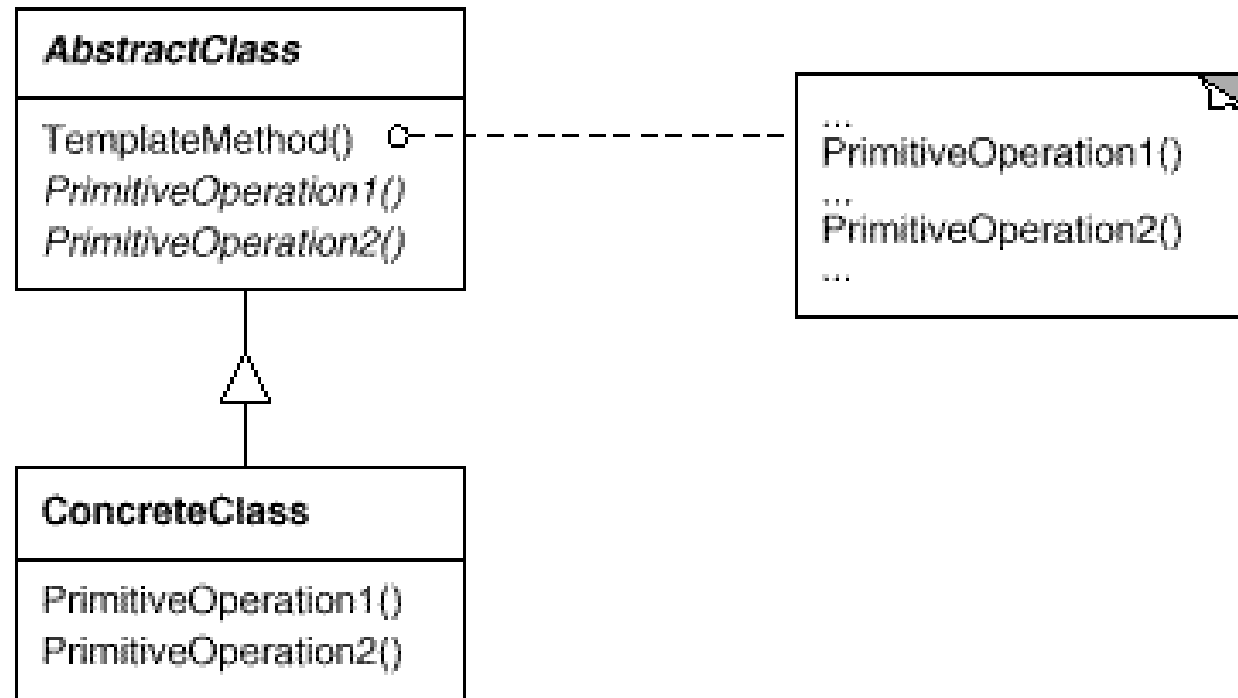 AbstractClass
TemplateMethod()
PrimitiveOperation1()
PrimitiveOperation2()
...
PrimitiveOperation1()
...
PrimitiveOperation2()
...
ConcreteClass
PrimitiveOperation1()
PrimitiveOperation2()